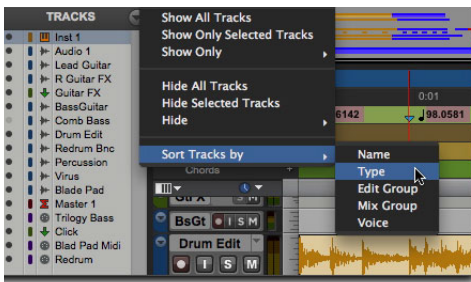 TRACKS
Inst 1
Audio 1
Lead Guitar
R Guitar FX
Guitar FX
BassGuitar
Comb Bass
Drum Edit
Redrum Bnc
Percussion
Virus
Blade Pad
Master 1
Trilogy Bass
Click
Blad Pad Midi
Redrum
Show All Tracks
Show Only Selected Tracks
Show Only
Hide All Tracks
Hide Selected Tracks
Hide
Sort Tracks by
Name
Type
Edit Group
Mix Group
Voice
0:01
6142
98.0581
Chords
+
S M
BsGt
I S M
Drum Edit
I S M